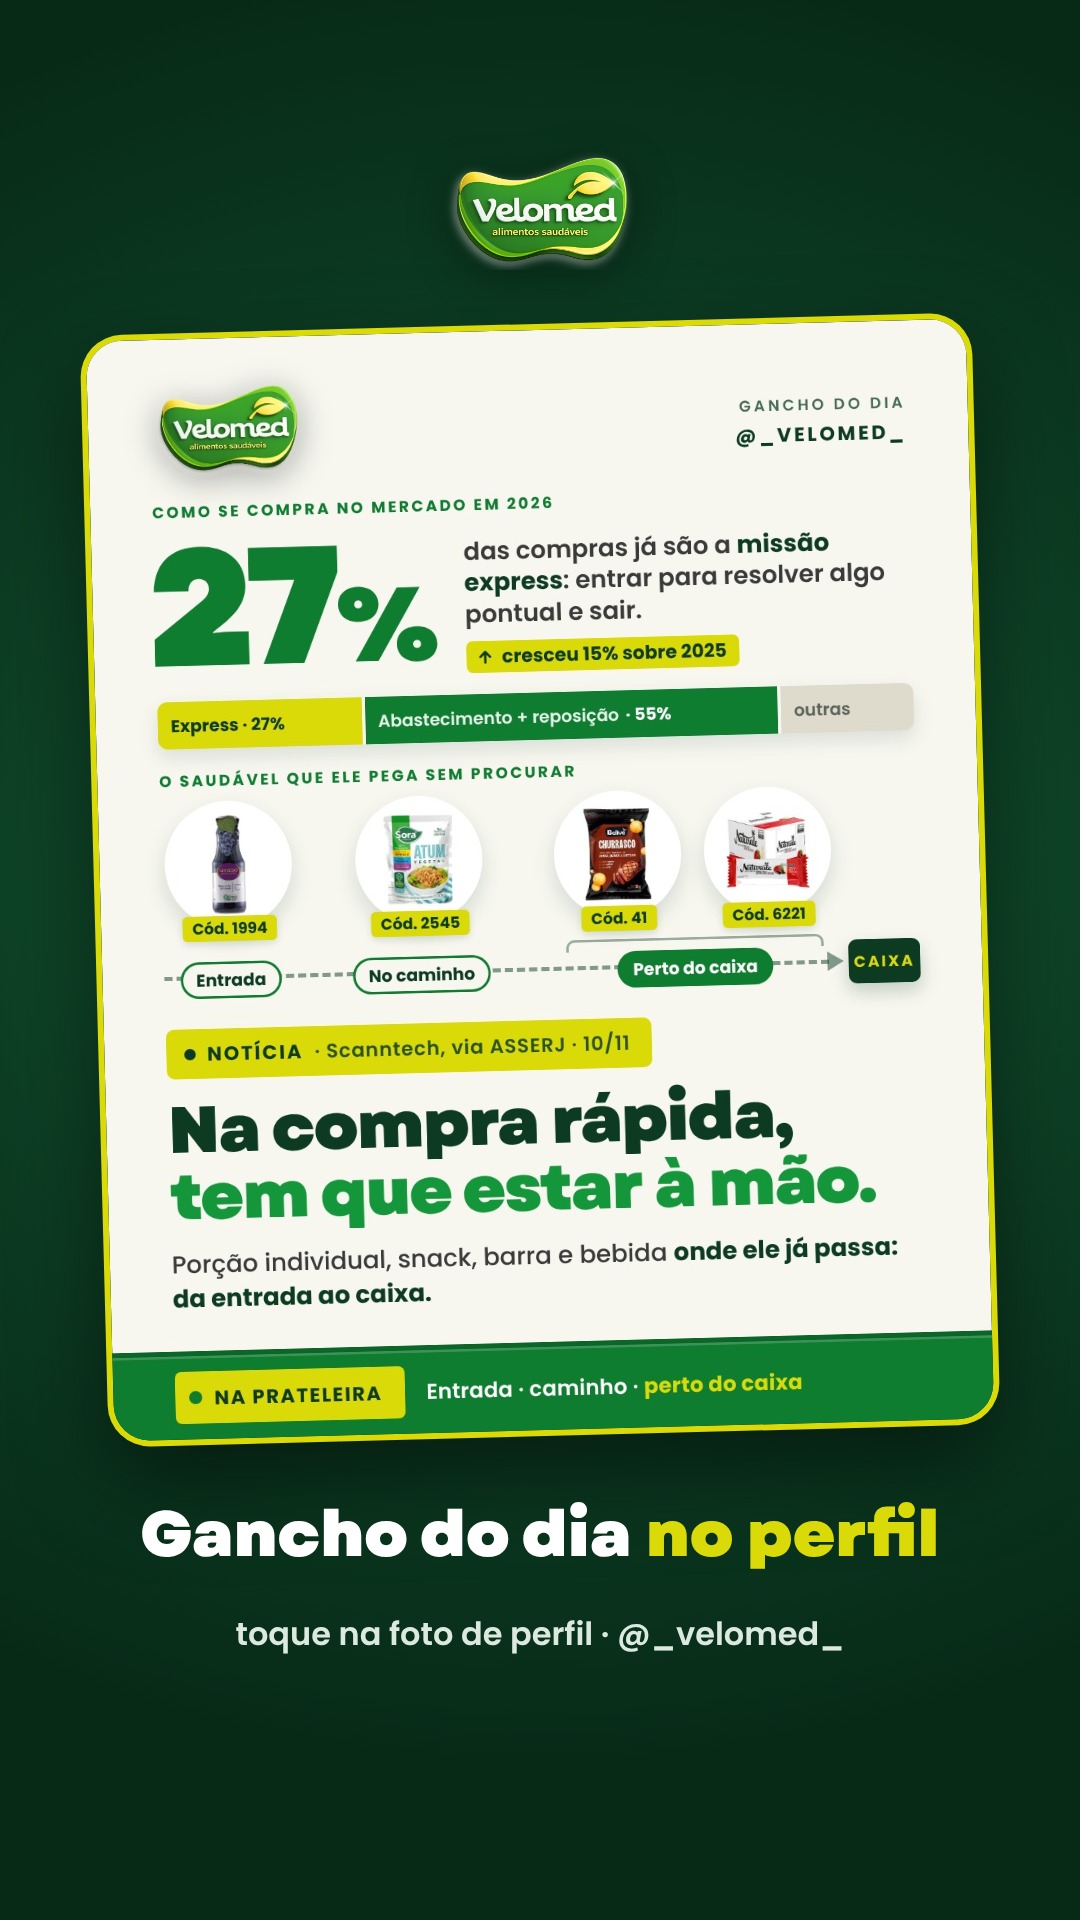 Velomed
alimentos saudáveis
Velomed
alimentos saudáveis
GANCHO DO DIA
@_VELOMED_
COMO SE COMPRA NO MERCADO EM 2026
27%
das compras já são a missão
express: entrar para resolver algo
pontual e sair.
↑ cresceu 15% sobre 2025
Express · 27%
Abastecimento + reposição · 55%
outras
O SAUDÁVEL QUE ELE PEGA SEM PROCURAR
Sora
ATUM
VEGETAL
Belive
CHURRASCO
Cód. 1994
Cód. 2545
Cód. 41
Cód. 6221
Entrada
No caminho
Perto do caixa
CAIXA
● NOTÍCIA · Scanntech, via ASSERJ · 10/11
Na compra rápida,
tem que estar à mão.
Porção individual, snack, barra e bebida onde ele já passa:
da entrada ao caixa.
● NA PRATELEIRA
Entrada · caminho · perto do caixa
Gancho do dia no perfil
toque na foto de perfil · @_velomed_